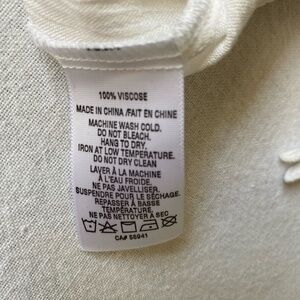 100% VISCOSE
MADE IN CHINA /FAIT EN CHINE
MACHINE WASH COLD.
DO NOT BLEACH.
HANG TO DRY.
IRON AT LOW TEMPERATURE.
DO NOT DRY CLEAN
LAVER À LA MACHINE
À L'EAU FROIDE.
NE PAS JAVELLISER.
SUSPENDRE POUR LE SÉCHAGE.
REPASSER À BASSE
TEMPÉRATURE.
NE PAS NETTOYER A SEC
CA# 55941